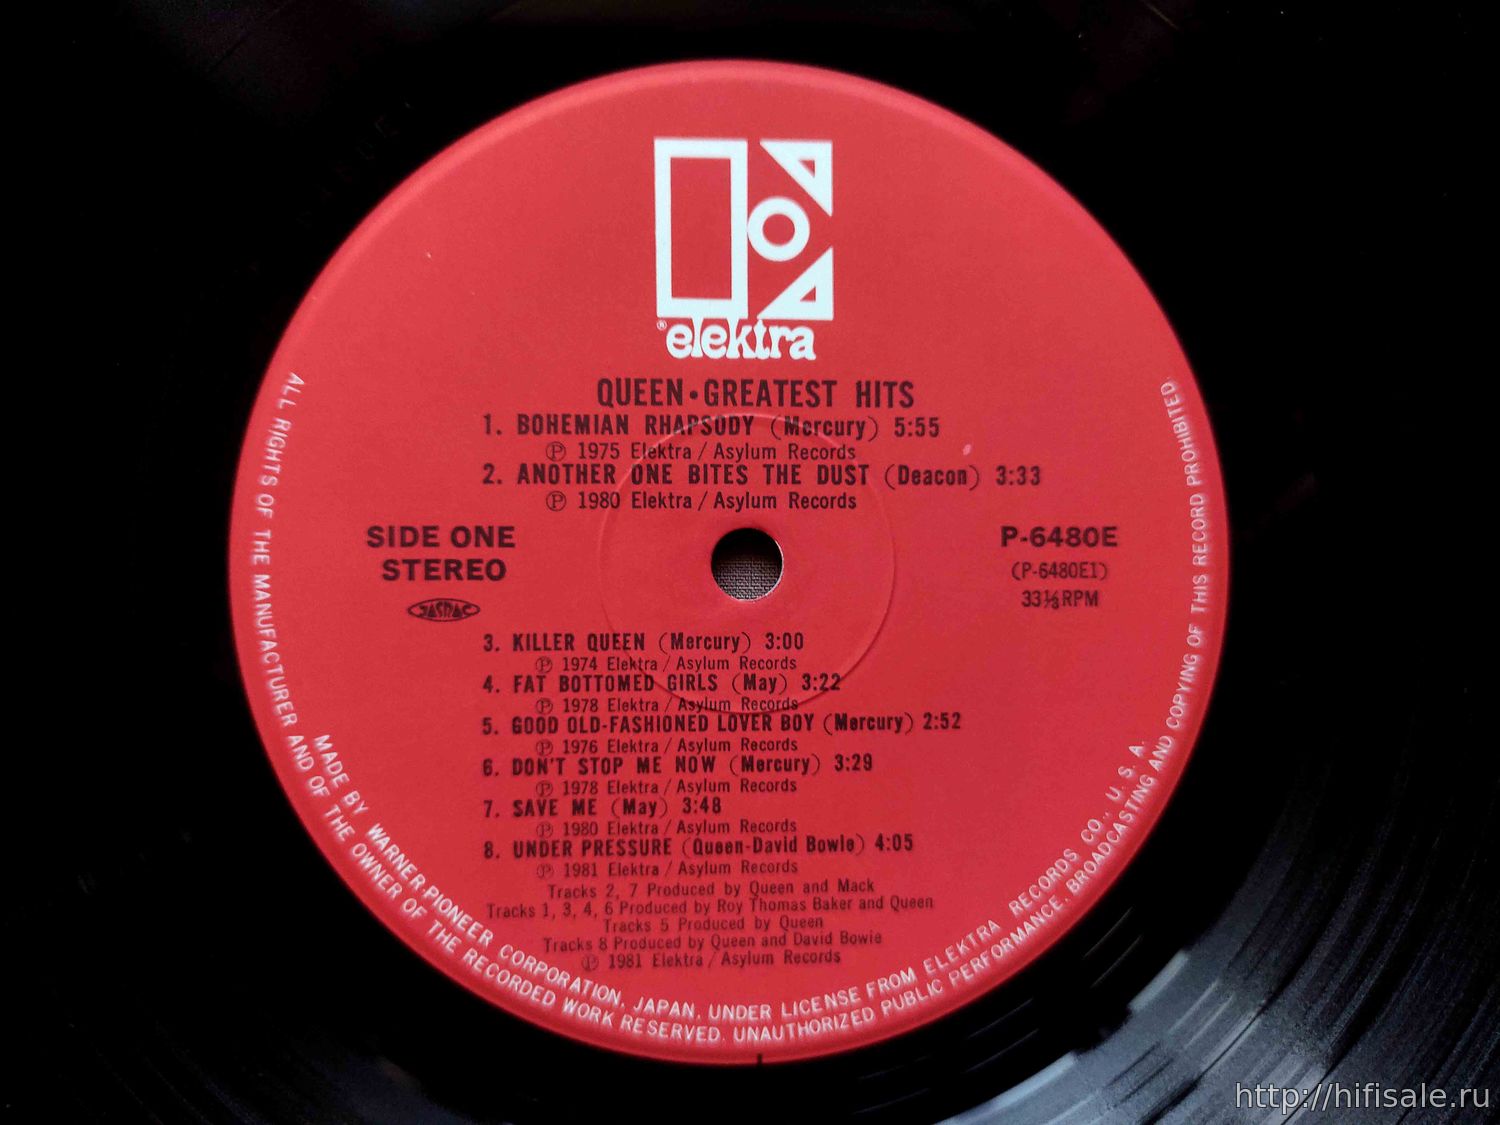 ® elektra
QUEEN•GREATEST HITS
1. BOHEMIAN RHAPSODY (Mercury) 5:55
Ⓟ 1975 Elektra / Asylum Records
2. ANOTHER ONE BITES THE DUST (Deacon) 3:33
Ⓟ 1980 Elektra / Asylum Records
SIDE ONE
STEREO
JASRAC
P-6480E
(P-6480E1)
33⅓RPM
3. KILLER QUEEN (Mercury) 3:00
Ⓟ 1974 Elektra / Asylum Records
4. FAT BOTTOMED GIRLS (May) 3:22
Ⓟ 1978 Elektra / Asylum Records
5. GOOD OLD-FASHIONED LOVER BOY (Mercury) 2:52
Ⓟ 1976 Elektra / Asylum Records
6. DON'T STOP ME NOW (Mercury) 3:29
Ⓟ 1978 Elektra / Asylum Records
7. SAVE ME (May) 3:48
Ⓟ 1980 Elektra / Asylum Records
8. UNDER PRESSURE (Queen-David Bowie) 4:05
Ⓟ 1981 Elektra / Asylum Records
Tracks 2, 7 Produced by Queen and Mack
Tracks 1, 3, 4, 6 Produced by Roy Thomas Baker and Queen
Tracks 5 Produced by Queen
Tracks 8 Produced by Queen and David Bowie
Ⓟ 1981 Elektra / Asylum Records
MADE BY WARNER-PIONEER CORPORATION, JAPAN, UNDER LICENSE FROM ELEKTRA RECORDS CO., U. S. A.
ALL RIGHTS OF THE MANUFACTURER AND OF THE OWNER OF THE RECORDED WORK RESERVED. UNAUTHORIZED PUBLIC PERFORMANCE, BROADCASTING AND COPYING OF THIS RECORD PROHIBITED.
http://hifisale.ru